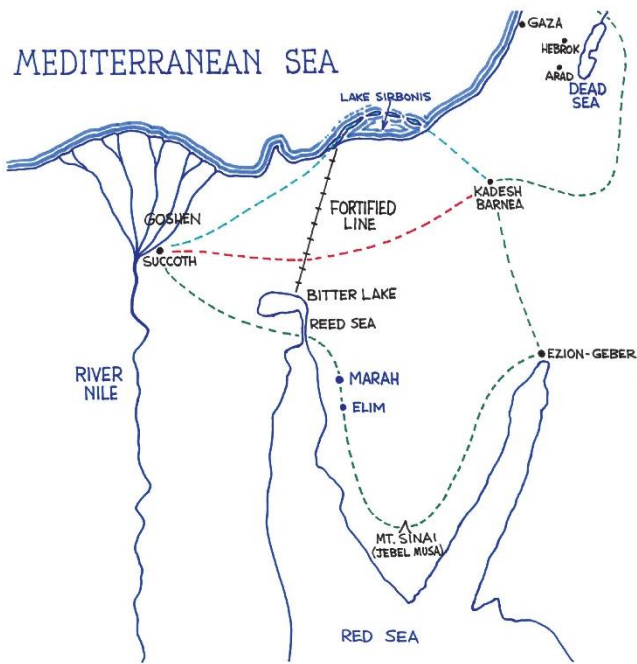 GAZA
MEDITERRANEAN SEA
HEBROK
ARAD
DEAD
SEA
LAKE SIRBONIS
KADESH
BARNEA
GOSHEN
FORTIFIED
LINE
SUCCOTH
BITTER LAKE
REED SEA
EZION-GEBER
RIVER
NILE
MARAH
ELIM
MT. SINAI
(JEBEL MUSA)
RED SEA